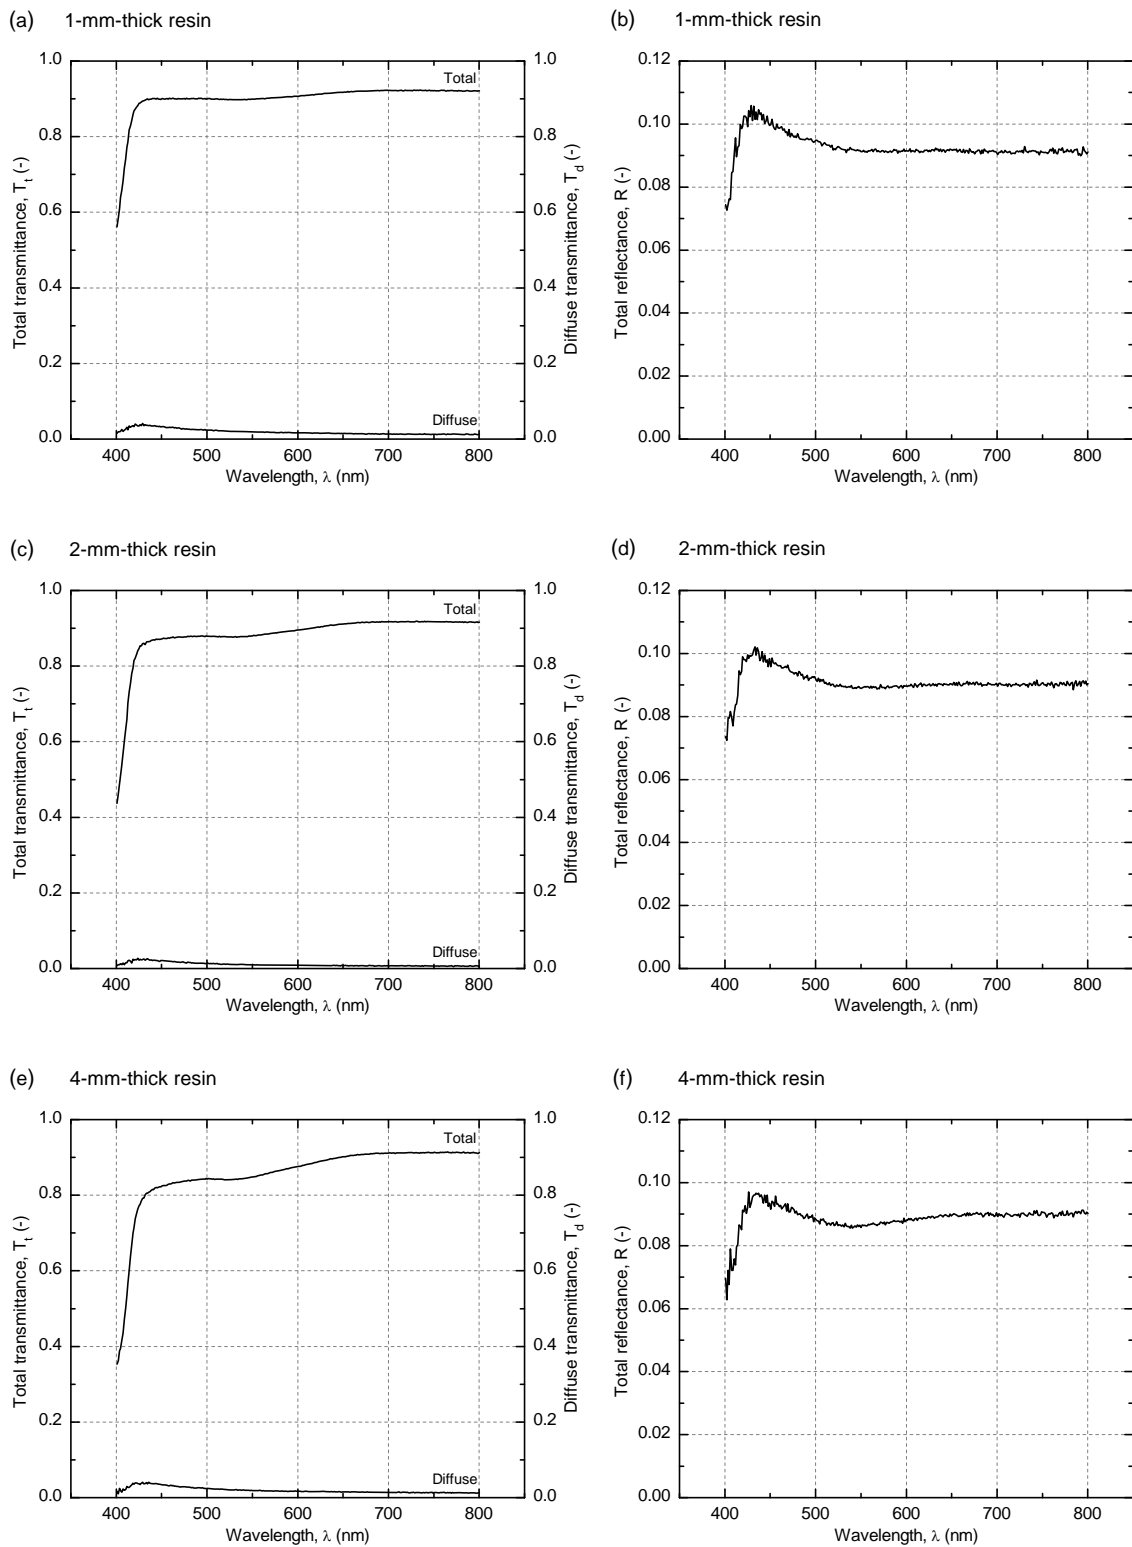 (a) 1-mm-thick resin
1.0 1.0
Total
0.8 0.8
0.6 0.6
0.4 0.4
0.2 0.2
Diffuse
0.0 0.0
400 500 600 700 800
Wavelength, λ (nm)
Total transmittance, T_t (-)
Diffuse transmittance, T_d (-)
(b) 1-mm-thick resin
0.12
0.10
0.08
0.06
0.04
0.02
0.00
400 500 600 700 800
Wavelength, λ (nm)
Total reflectance, R (-)
(c) 2-mm-thick resin
1.0 1.0
Total
0.8 0.8
0.6 0.6
0.4 0.4
0.2 0.2
Diffuse
0.0 0.0
400 500 600 700 800
Wavelength, λ (nm)
Total transmittance, T_t (-)
Diffuse transmittance, T_d (-)
(d) 2-mm-thick resin
0.12
0.10
0.08
0.06
0.04
0.02
0.00
400 500 600 700 800
Wavelength, λ (nm)
Total reflectance, R (-)
(e) 4-mm-thick resin
1.0 1.0
Total
0.8 0.8
0.6 0.6
0.4 0.4
0.2 0.2
Diffuse
0.0 0.0
400 500 600 700 800
Wavelength, λ (nm)
Total transmittance, T_t (-)
Diffuse transmittance, T_d (-)
(f) 4-mm-thick resin
0.12
0.10
0.08
0.06
0.04
0.02
0.00
400 500 600 700 800
Wavelength, λ (nm)
Total reflectance, R (-)